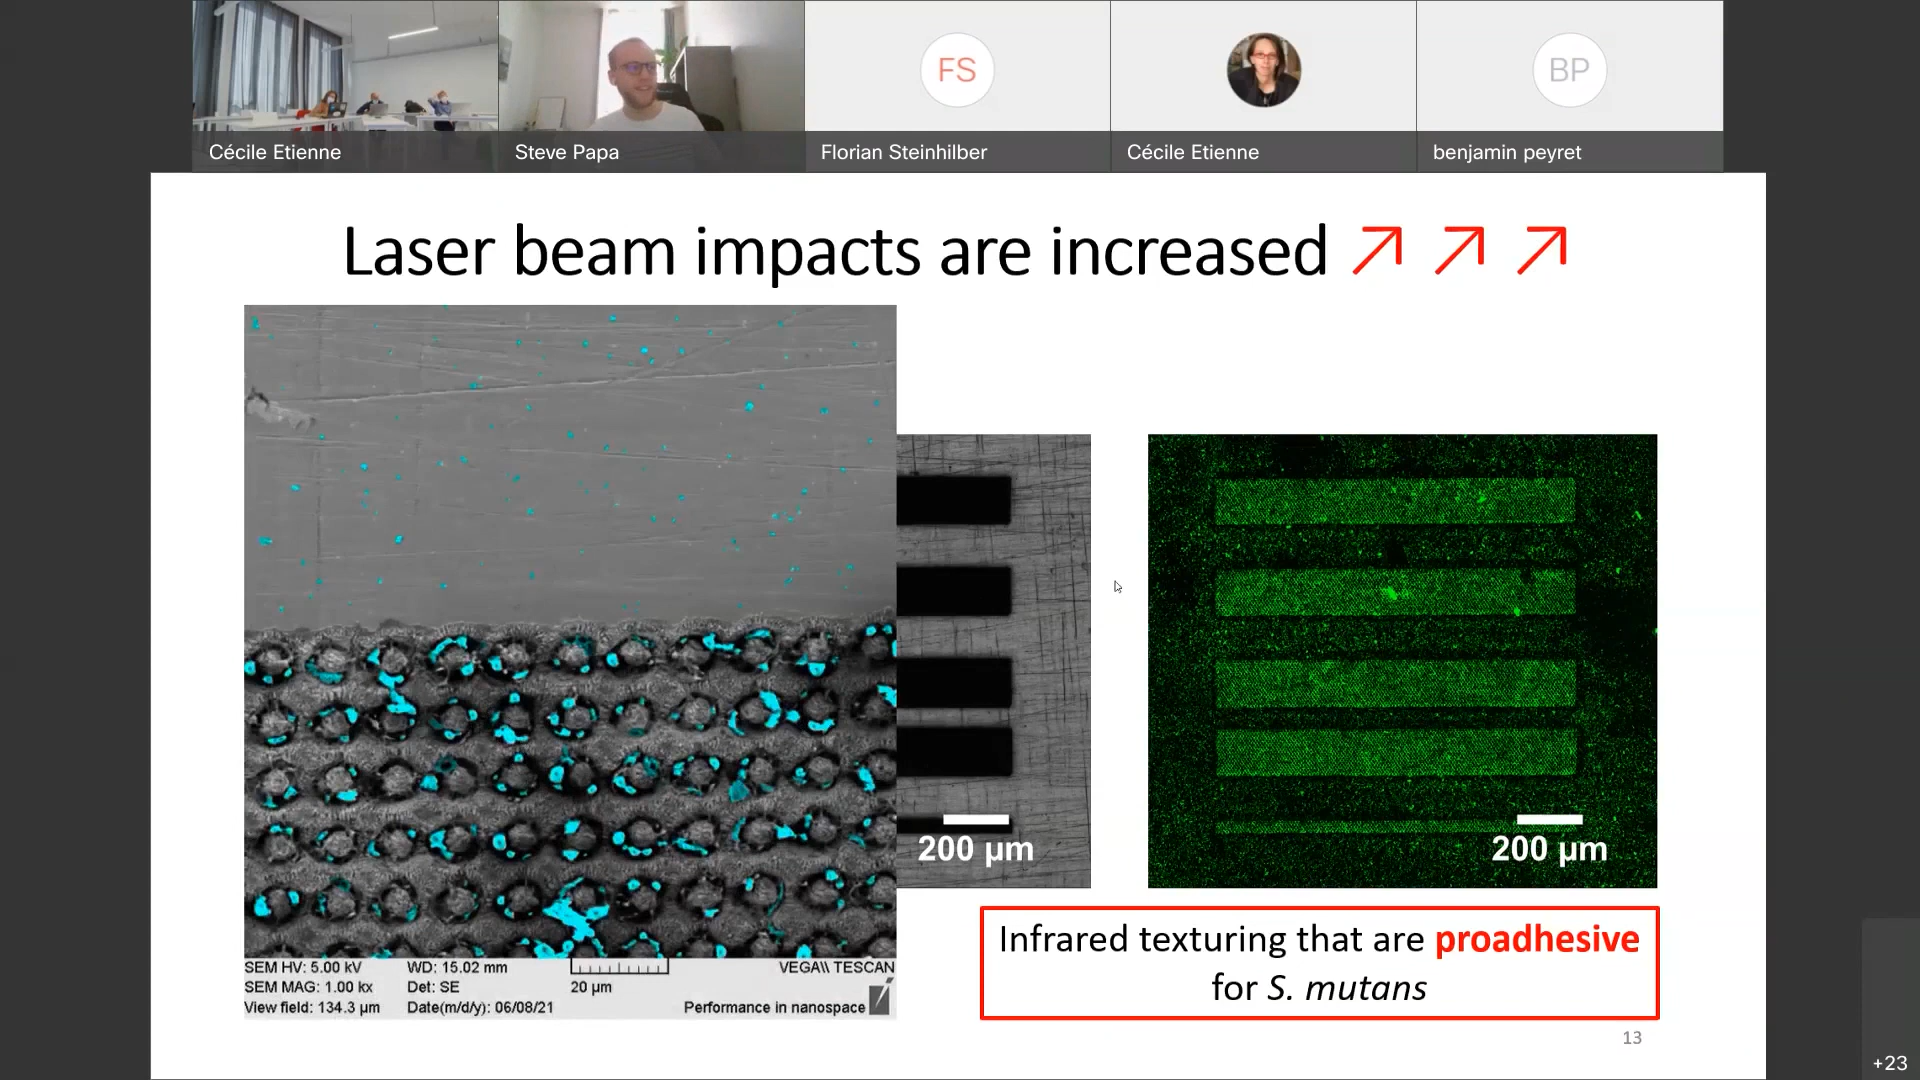 Cécile Etienne
Steve Papa
FS
Florian Steinhilber
Cécile Etienne
BP
benjamin peyret
Laser beam impacts are increased
200 µm
200 µm
SEM HV: 5.00 kV
WD: 15.02 mm
VEGA\\ TESCAN
SEM MAG: 1.00 kx
Det: SE
20 µm
View field: 134.3 µm
Date(m/d/y): 06/08/21
Performance in nanospace
Infrared texturing that are proadhesive
for S. mutans
13
+23